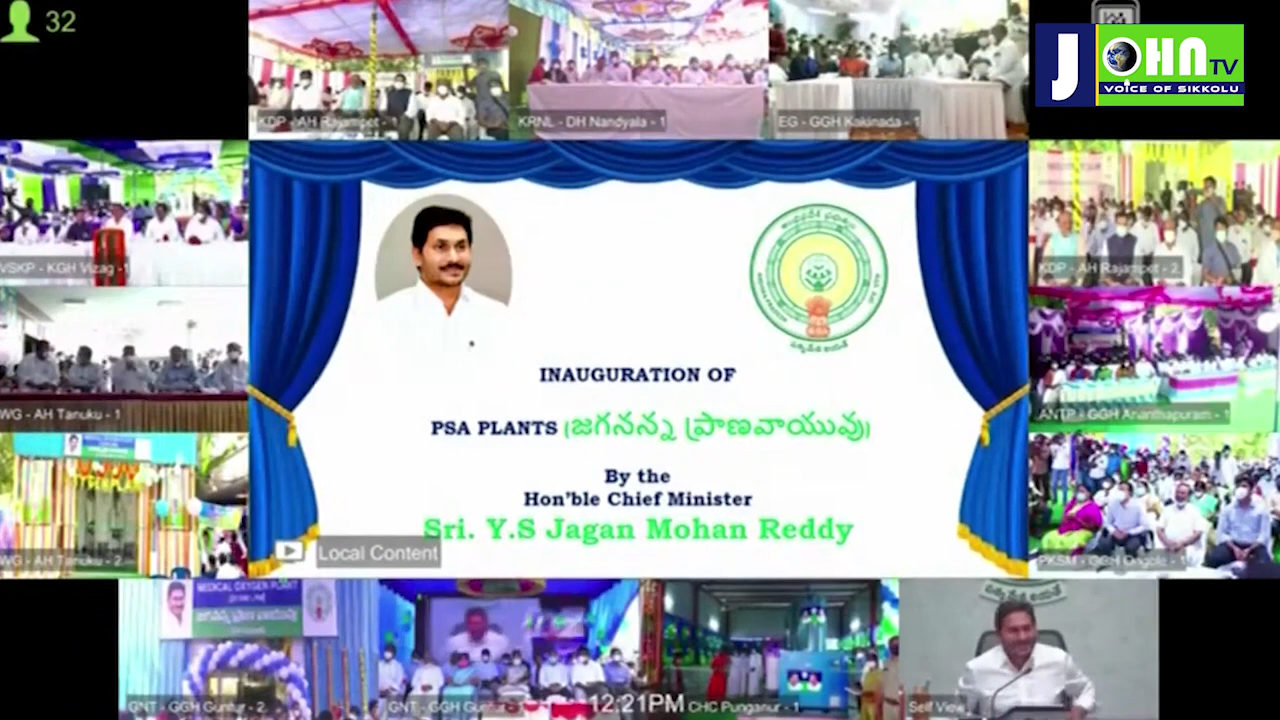 32
JOHN TV
VOICE OF SIKKOLU
KDP - AH Rajampet - 1
KRNL - DH Nandyala - 1
EG - GGH Kakinada - 1
VSKP - KGH Vizag -1
KDP - AH Rajampet - 2
INAUGURATION OF
WG - AH Tanuku - 1
ANTP - GGH Ananthapuram - 1
PSA PLANTS (జగనన్న ప్రాణవాయువు)
By the
Hon'ble Chief Minister
Sri. Y.S Jagan Mohan Reddy
Local Content
WG - AH Tanuku - 2
PKSM - GGH Ongole - 1
MEDICAL OXYGEN PLANT
జగనన్న ప్రాణవాయువు
GNT - GGH Guntur - 2
GNT - GGH Guntur - 1
12:21PM
CHC Punganur - 1
Self View